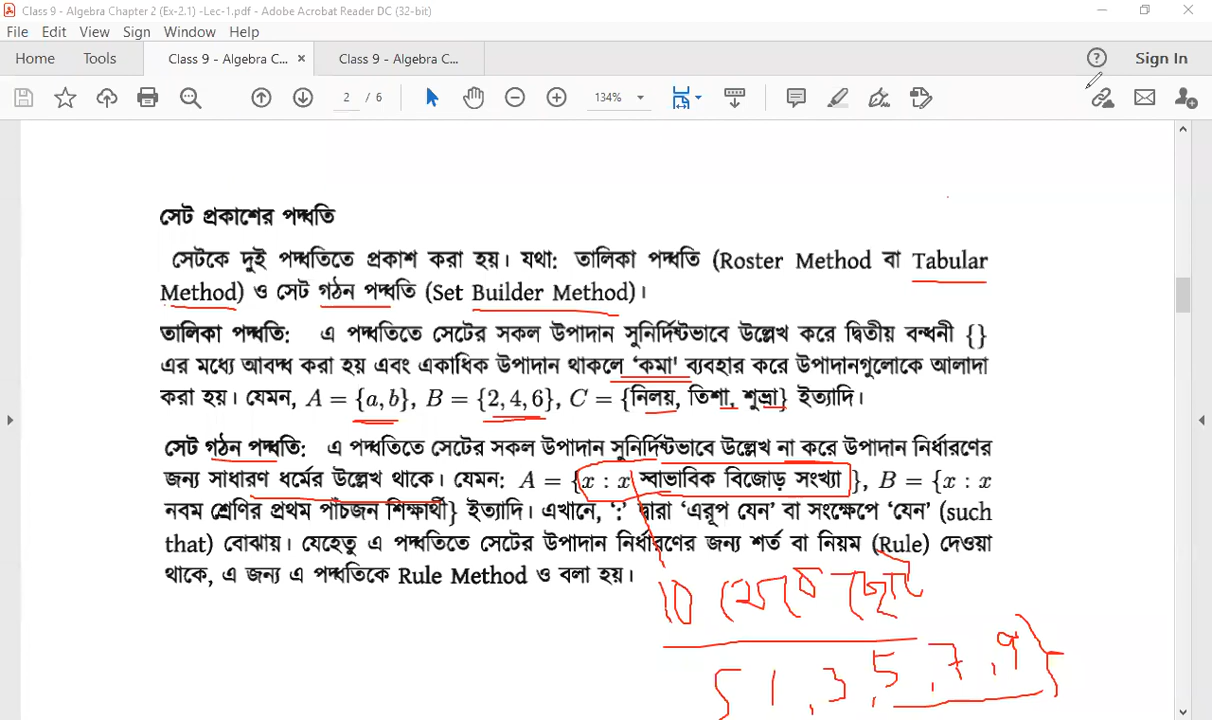 Class 9 - Algebra Chapter 2 (Ex-2.1) -Lec-1.pdf - Adobe Acrobat Reader DC (32-bit)
File Edit View Sign Window Help
Home Tools Class 9 - Algebra C... × Class 9 - Algebra C... ? Sign In
2 / 6 134%
সেট প্রকাশের পদ্ধতি
সেটকে দুই পদ্ধতিতে প্রকাশ করা হয়। যথা: তালিকা পদ্ধতি (Roster Method বা Tabular
Method) ও সেট গঠন পদ্ধতি (Set Builder Method)।
তালিকা পদ্ধতি: এ পদ্ধতিতে সেটের সকল উপাদান সুনির্দিষ্টভাবে উল্লেখ করে দ্বিতীয় বন্ধনী {}
এর মধ্যে আবদ্ধ করা হয় এবং একাধিক উপাদান থাকলে ‘কমা' ব্যবহার করে উপাদানগুলোকে আলাদা
করা হয়। যেমন, A = {a, b}, B = {2, 4, 6}, C = {নিলয়, তিশা, শুভ্রা} ইত্যাদি।
সেট গঠন পদ্ধতি: এ পদ্ধতিতে সেটের সকল উপাদান সুনির্দিষ্টভাবে উল্লেখ না করে উপাদান নির্ধারণের
জন্য সাধারণ ধর্মের উল্লেখ থাকে। যেমন: A = {x : x স্বাভাবিক বিজোড় সংখ্যা}, B = {x : x
নবম শ্রেণির প্রথম পাঁচজন শিক্ষার্থী} ইত্যাদি। এখানে, ‘:’ দ্বারা ‘এরূপ যেন’ বা সংক্ষেপে ‘যেন’ (such
that) বোঝায়। যেহেতু এ পদ্ধতিতে সেটের উপাদান নির্ধারণের জন্য শর্ত বা নিয়ম (Rule) দেওয়া
থাকে, এ জন্য এ পদ্ধতিকে Rule Method ও বলা হয়।
10 থেকে ছোট
{ 1, 3, 5, 7, 9 }